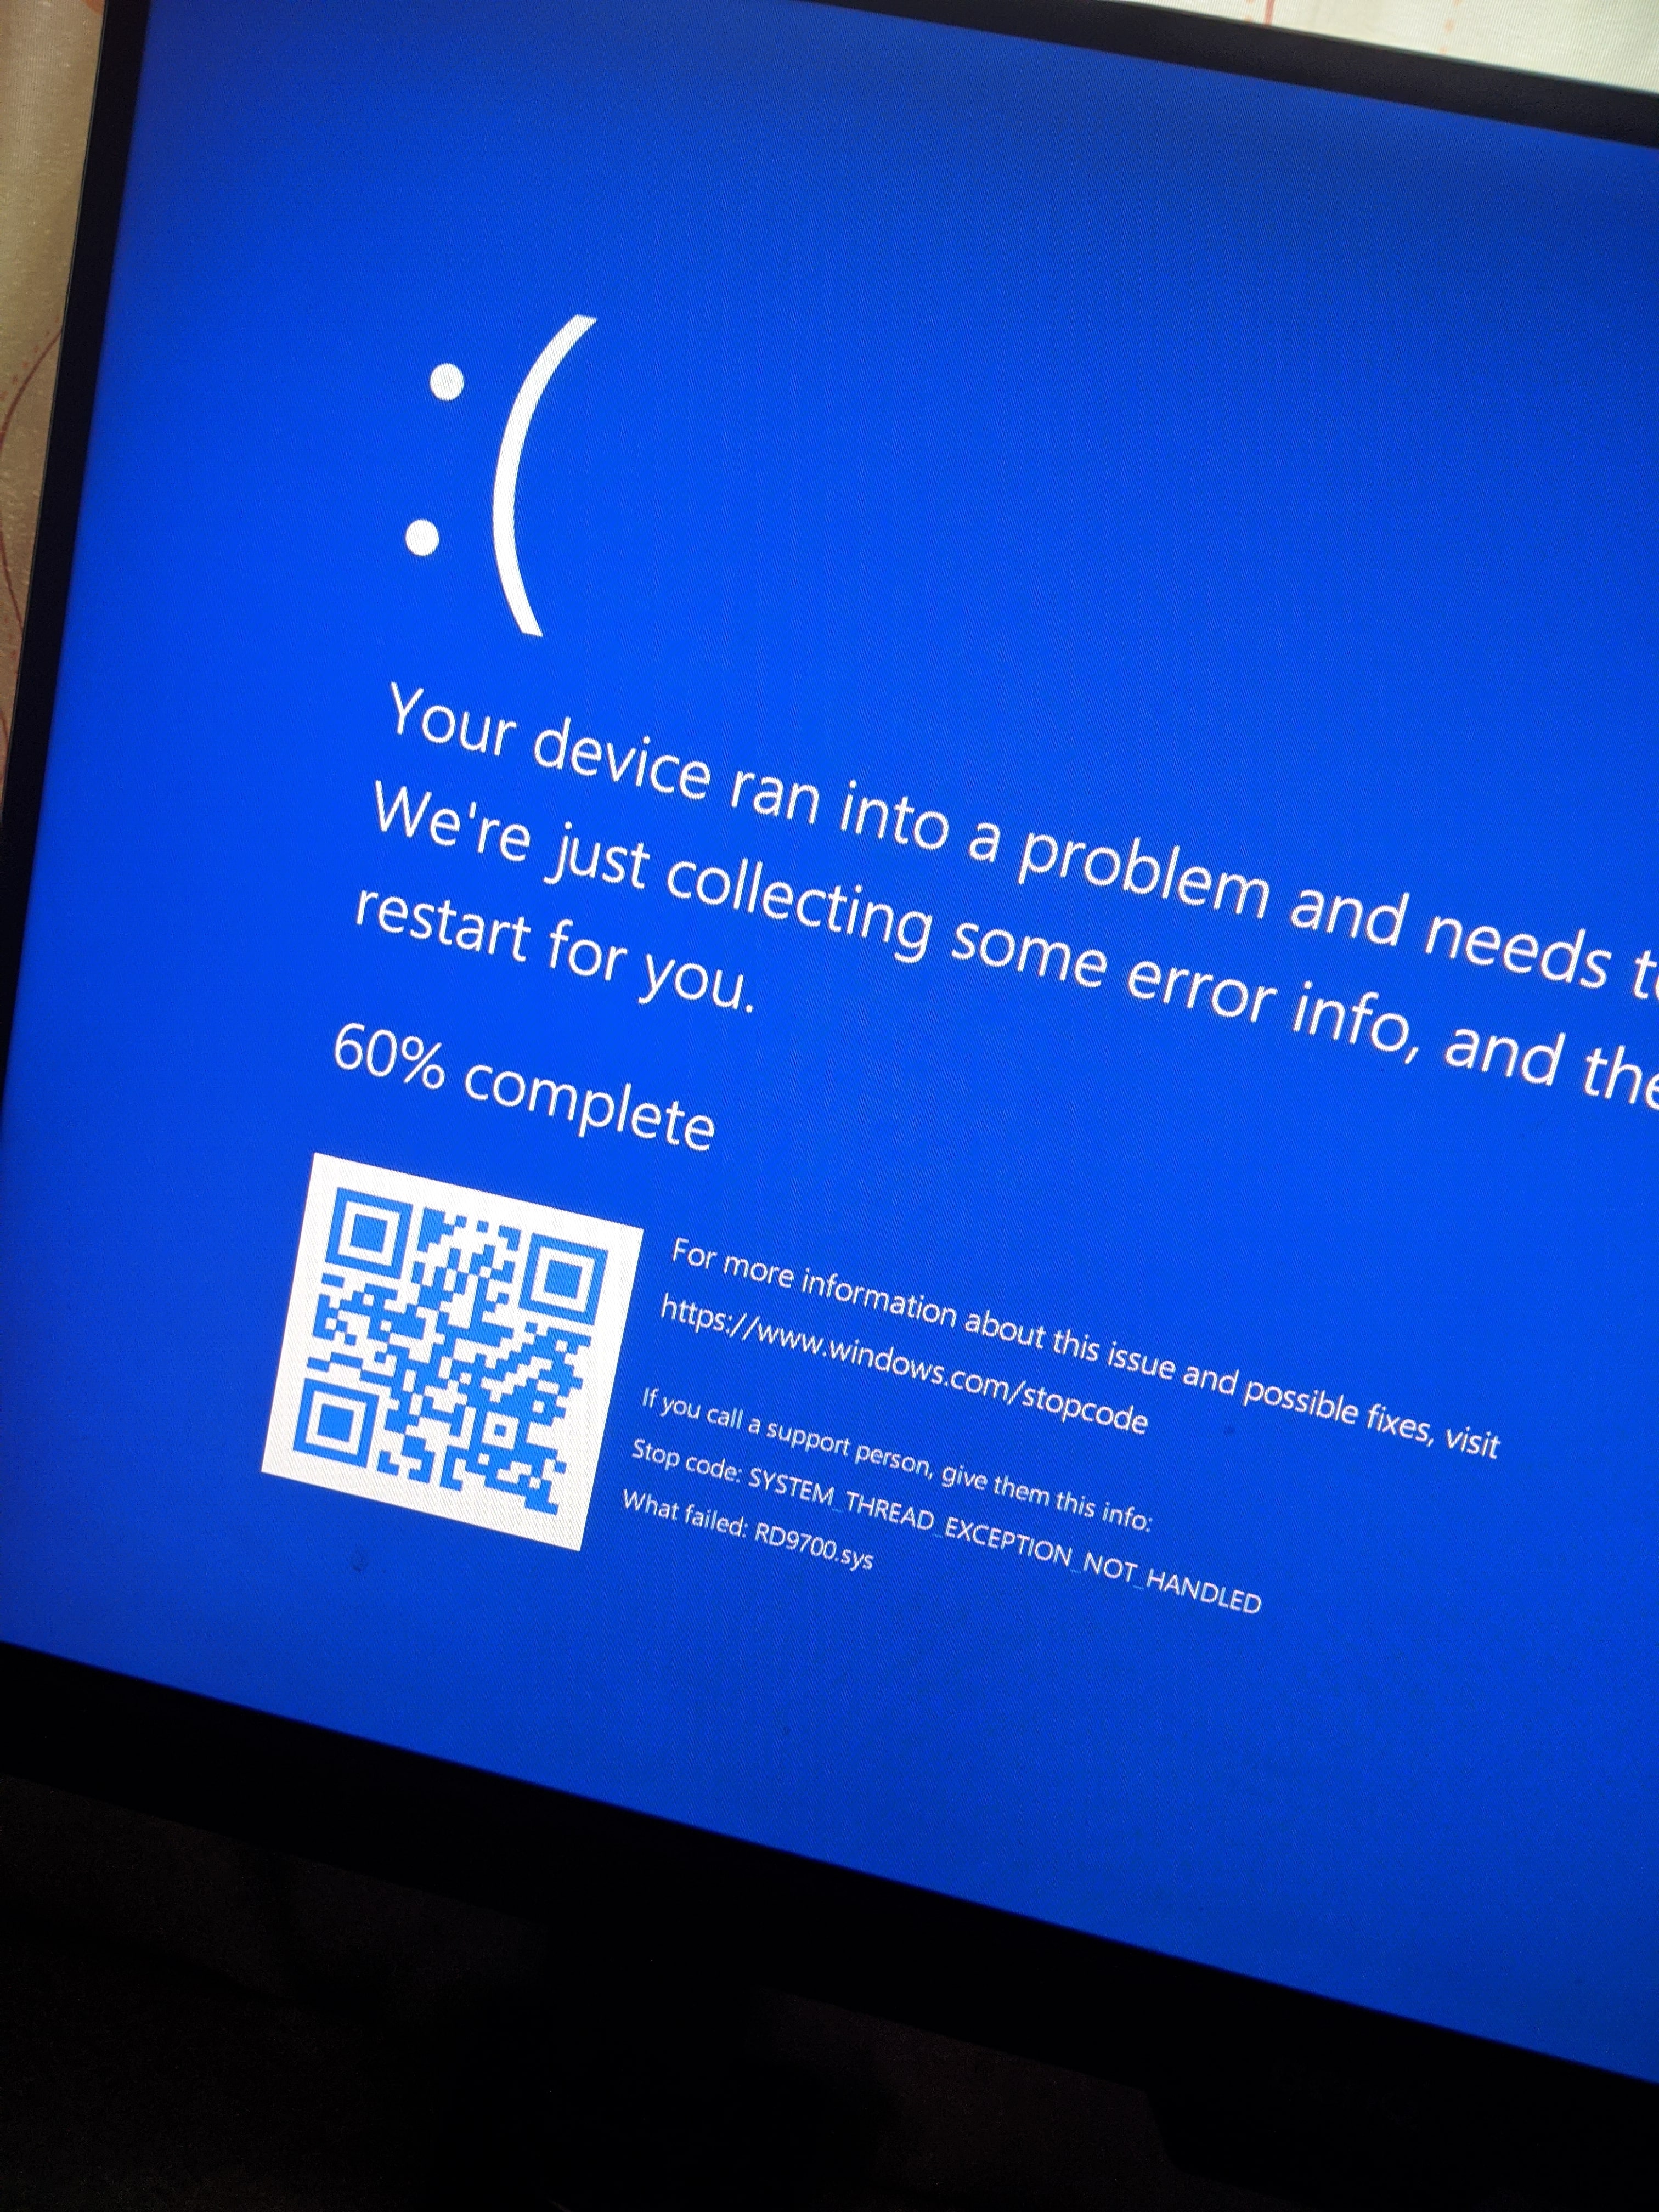 :(
Your device ran into a problem and needs
We're just collecting some error info, and
restart for you.
60% complete
For more information about this issue and possible fixes, visit
https://www.windows.com/stopcode
If you call a support person, give them this info:
Stop code: SYSTEM_THREAD_EXCEPTION_NOT_HANDLED
What failed: RD9700.sys